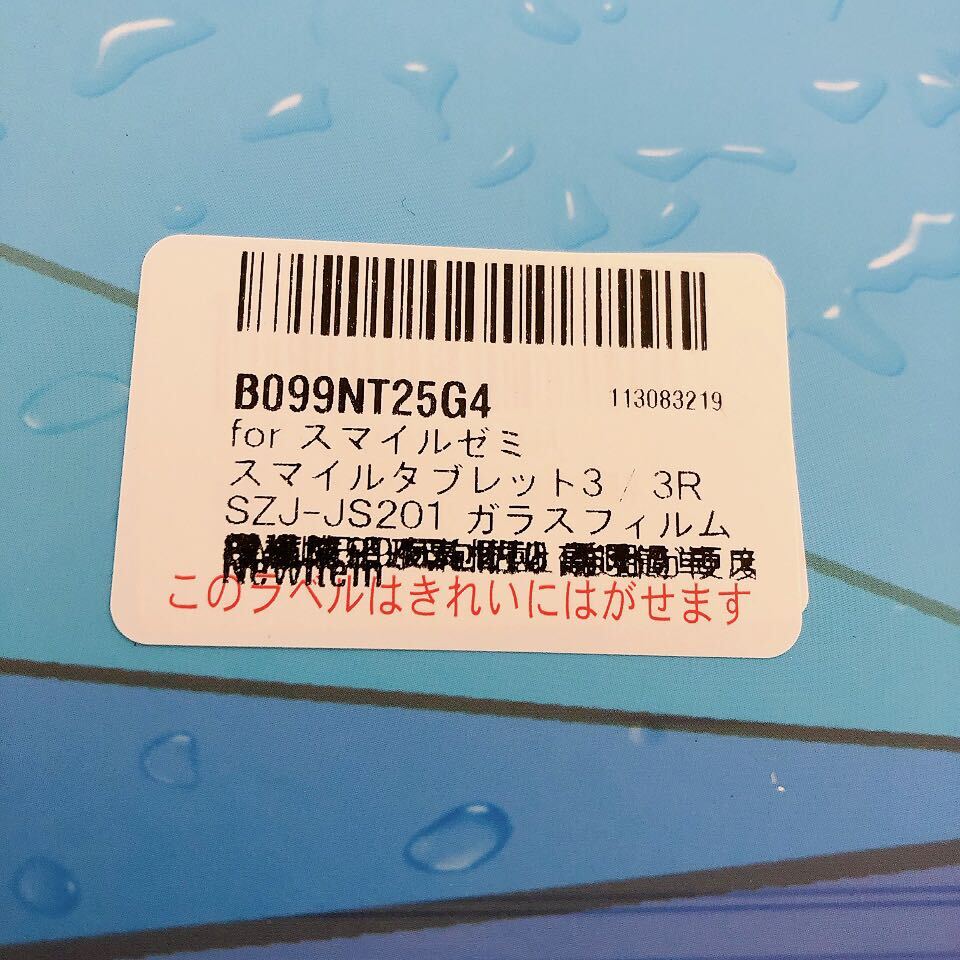 B099NT25G4 113083219
for スマイルゼミ
スマイルタブレット3 / 3R
SZJ-JS201 ガラスフィルム
NewItem
このラベルはきれいにはがせます